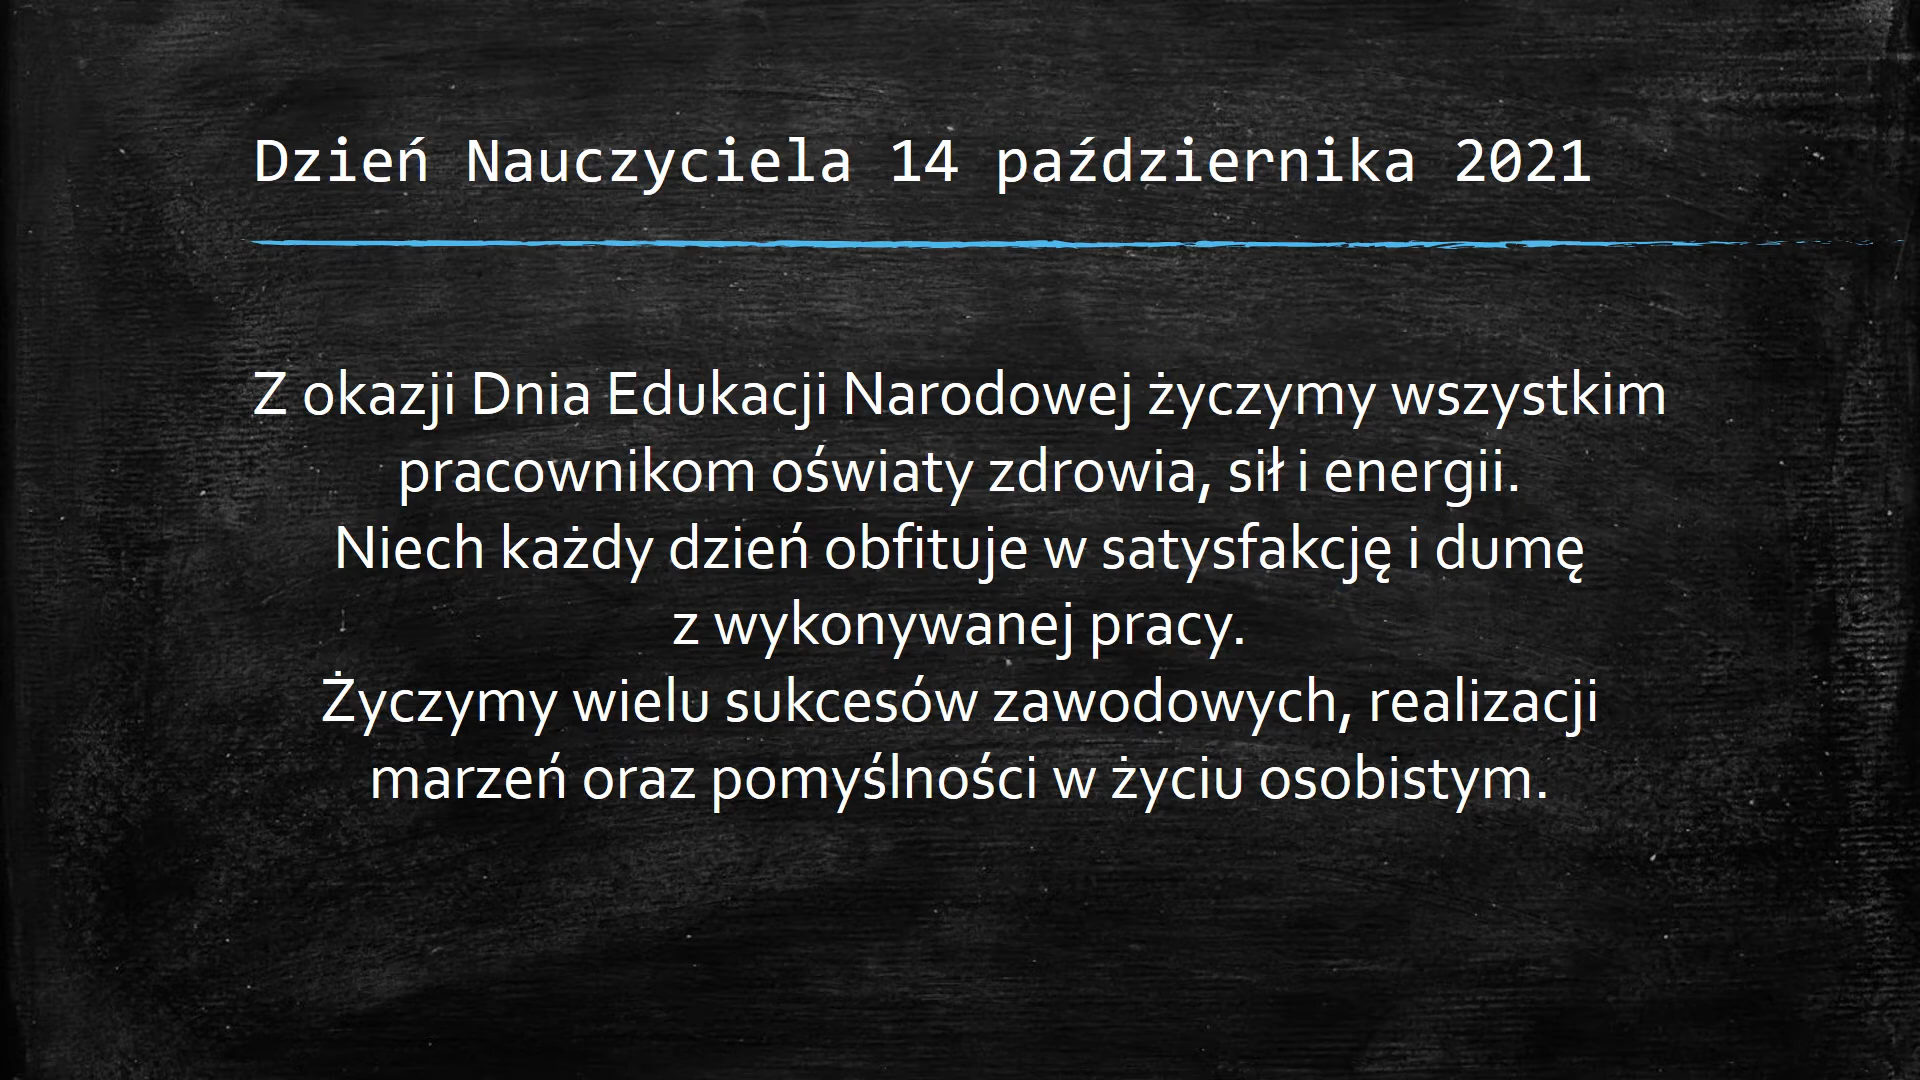 Dzień Nauczyciela 14 października 2021
Z okazji Dnia Edukacji Narodowej życzymy wszystkim
pracownikom oświaty zdrowia, sił i energii.
Niech każdy dzień obfituje w satysfakcję i dumę
z wykonywanej pracy.
Życzymy wielu sukcesów zawodowych, realizacji
marzeń oraz pomyślności w życiu osobistym.